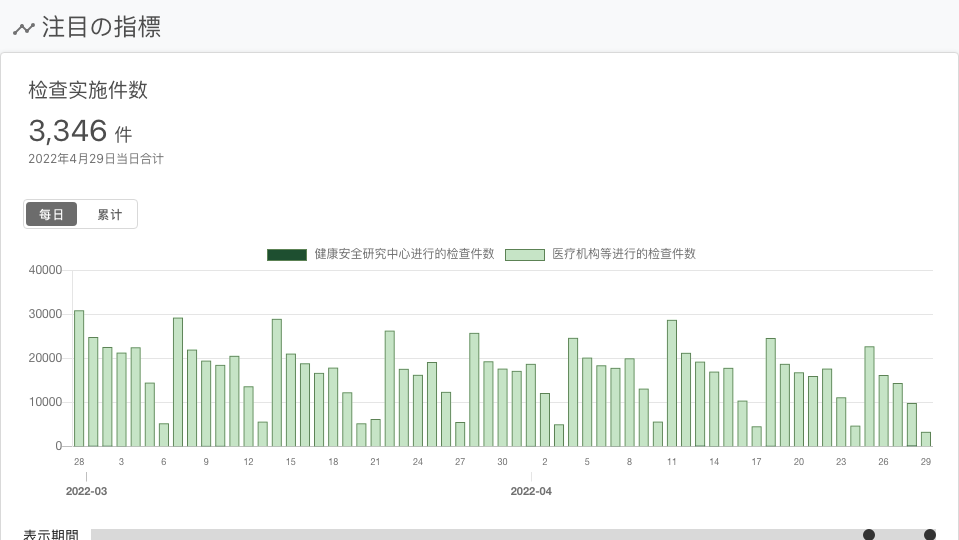 注目の指標
检查实施件数
3,346 件
2022年4月29日当日合计
每日 累计
健康安全研究中心进行的检查件数 医疗机构等进行的检查件数
40000
30000
20000
10000
0
28 3 6 9 12 15 18 21 24 27 30 2 5 8 11 14 17 20 23 26 29
2022-03 2022-04
表示期間